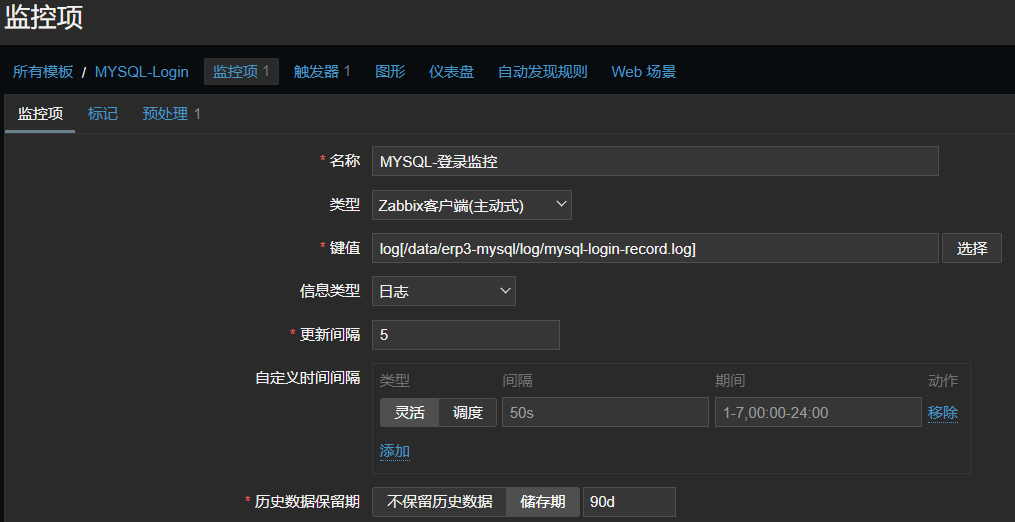 监控项
所有模板 / MYSQL-Login 监控项 1 触发器 1 图形 仪表盘 自动发现规则 Web 场景
监控项 标记 预处理 1
* 名称 MYSQL-登录监控
类型 Zabbix客户端(主动式)
* 键值 log[/data/erp3-mysql/log/mysql-login-record.log] 选择
信息类型 日志
* 更新间隔 5
自定义时间间隔 类型 间隔 期间 动作
灵活 调度 50s 1-7,00:00-24:00 移除
添加
* 历史数据保留期 不保留历史数据 储存期 90d